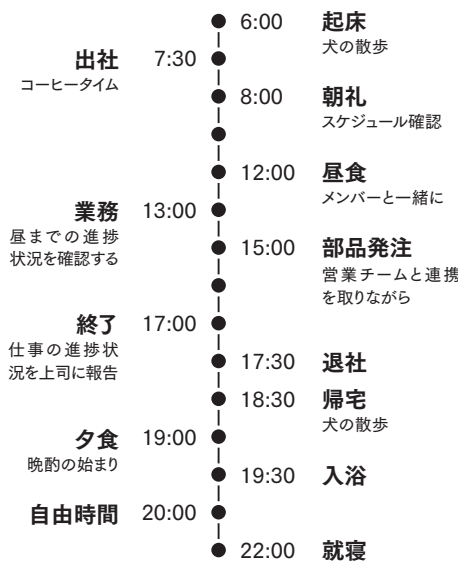 6:00 起床
犬の散歩
出社 7:30
コーヒータイム
8:00 朝礼
スケジュール確認
12:00 昼食
メンバーと一緒に
業務 13:00
昼までの進捗
状況を確認する
15:00 部品発注
営業チームと連携
を取りながら
終了 17:00
仕事の進捗状
況を上司に報告
17:30 退社
18:30 帰宅
犬の散歩
夕食 19:00
晩酌の始まり
19:30 入浴
自由時間 20:00
22:00 就寝